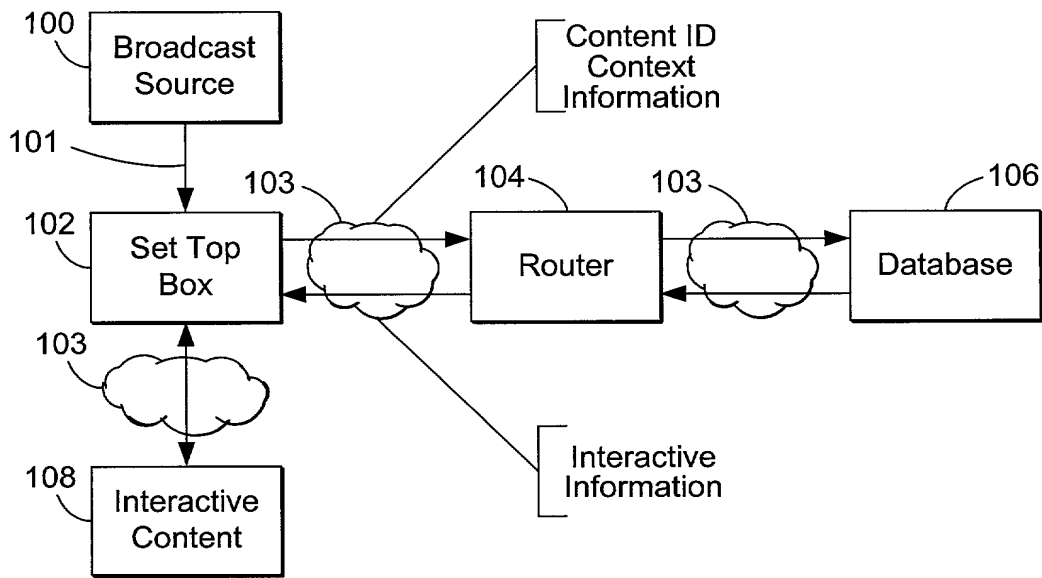 100
Broadcast
Source
Content ID
Context
Information
101
103
104
103
106
102
Set Top
Box
Router
Database
103
108
Interactive
Content
Interactive
Information